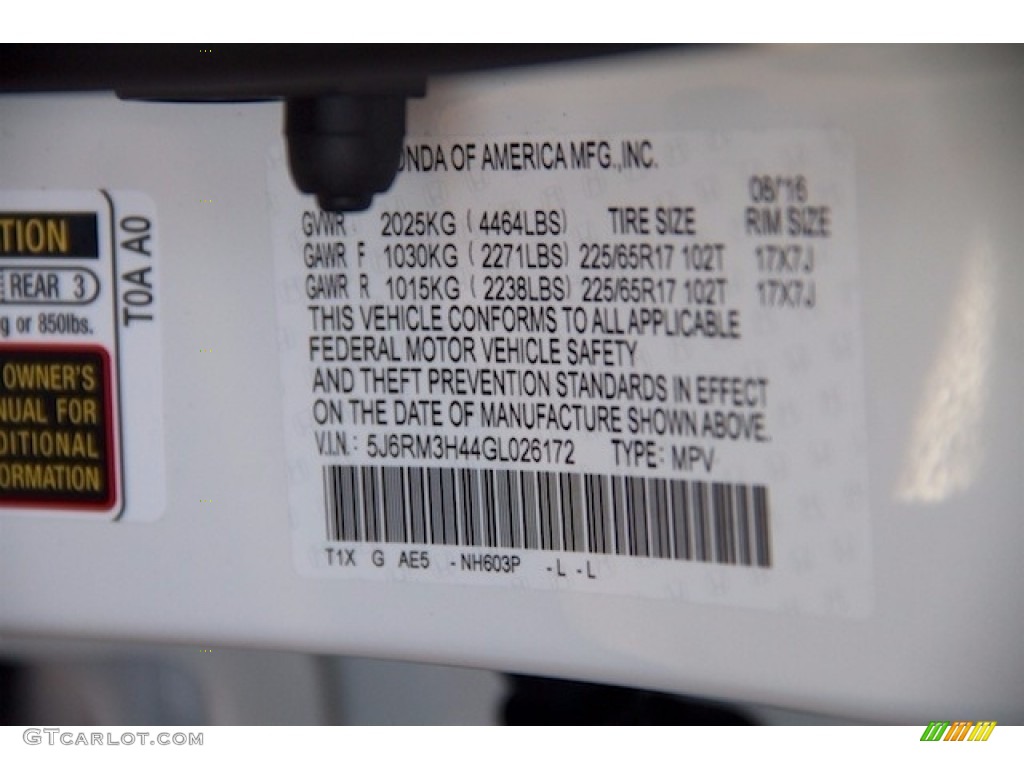 ONDA OF AMERICA MFG.,INC.
08/16
GVWR: 2025KG (4464LBS) TIRE SIZE RIM SIZE
GAWR F 1030KG (2271LBS) 225/65R17 102T 17X7J
GAWR R 1015KG (2238LBS) 225/65R17 102T 17X7J
THIS VEHICLE CONFORMS TO ALL APPLICABLE
FEDERAL MOTOR VEHICLE SAFETY
AND THEFT PREVENTION STANDARDS IN EFFECT
ON THE DATE OF MANUFACTURE SHOWN ABOVE.
V.I.N.: 5J6RM3H44GL026172 TYPE: MPV
T1X G AE5 -NH603P -L -L
TION
REAR 3
g or 850lbs.
OWNER'S
NUAL FOR
DITIONAL
ORMATION
T0A A0
GTCARLOT.COM